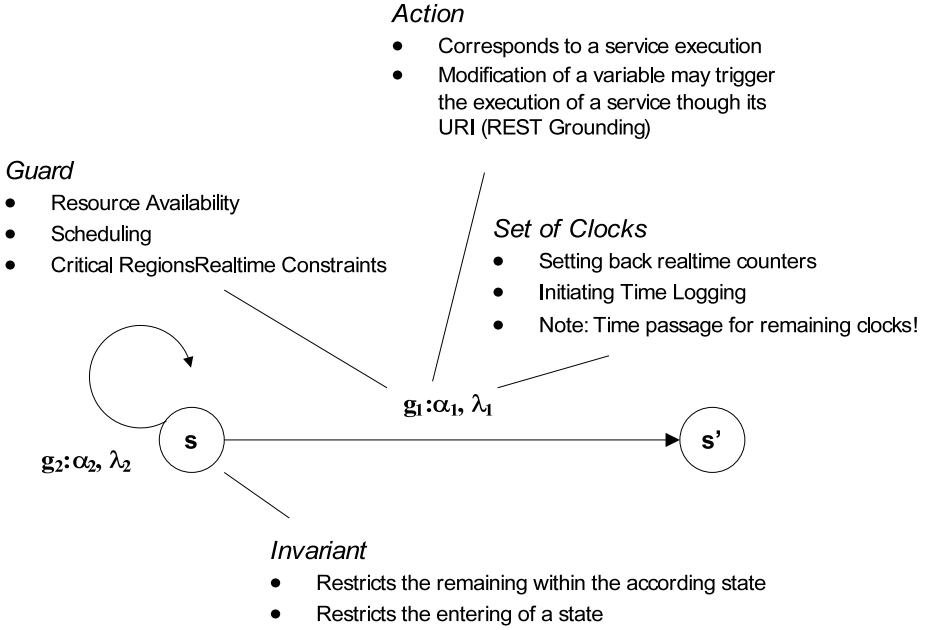 Action
• Corresponds to a service execution
• Modification of a variable may trigger
the execution of a service though its
URI (REST Grounding)
Guard
• Resource Availability
• Scheduling
• Critical RegionsRealtime Constraints
Set of Clocks
• Setting back realtime counters
• Initiating Time Logging
• Note: Time passage for remaining clocks!
g₁:α₁, λ₁
s
s'
g₂:α₂, λ₂
Invariant
• Restricts the remaining within the according state
• Restricts the entering of a state